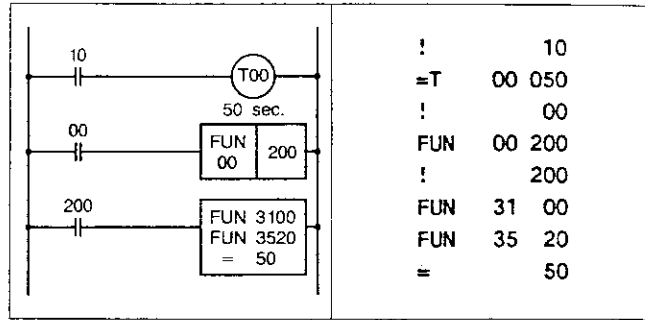 10
T00
50 sec.
00
FUN
00
200
200
FUN 3100
FUN 3520
= 50
! 10
=T 00 050
! 00
FUN 00 200
! 200
FUN 31 00
FUN 35 20
= 50